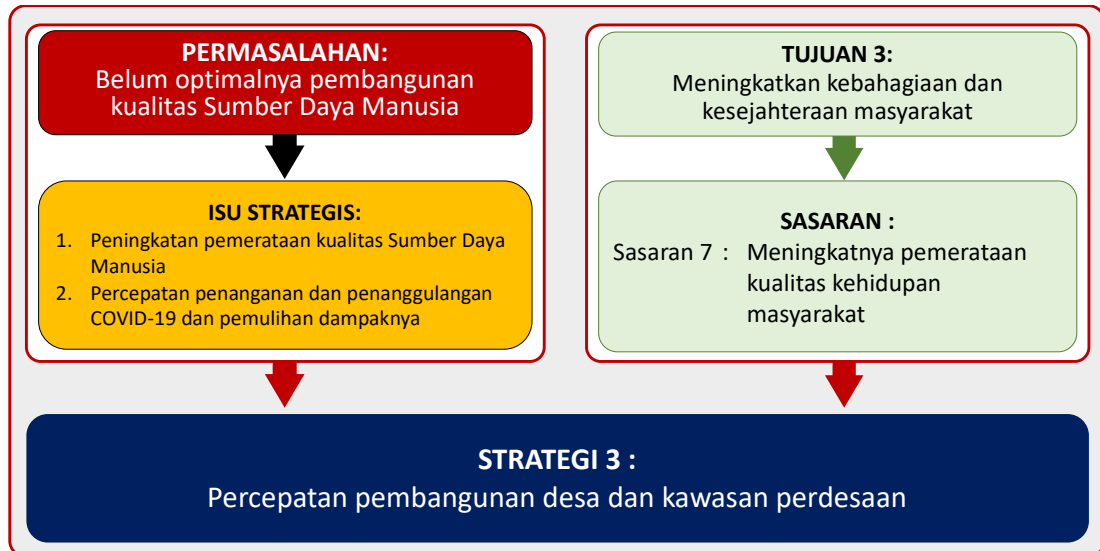 PERMASALAHAN:
Belum optimalnya pembangunan
kualitas Sumber Daya Manusia
ISU STRATEGIS:
1. Peningkatan pemerataan kualitas Sumber Daya
Manusia
2. Percepatan penanganan dan penanggulangan
COVID-19 dan pemulihan dampaknya
TUJUAN 3:
Meningkatkan kebahagiaan dan
kesejahteraan masyarakat
SASARAN :
Sasaran 7 : Meningkatnya pemerataan
kualitas kehidupan
masyarakat
STRATEGI 3 :
Percepatan pembangunan desa dan kawasan perdesaan